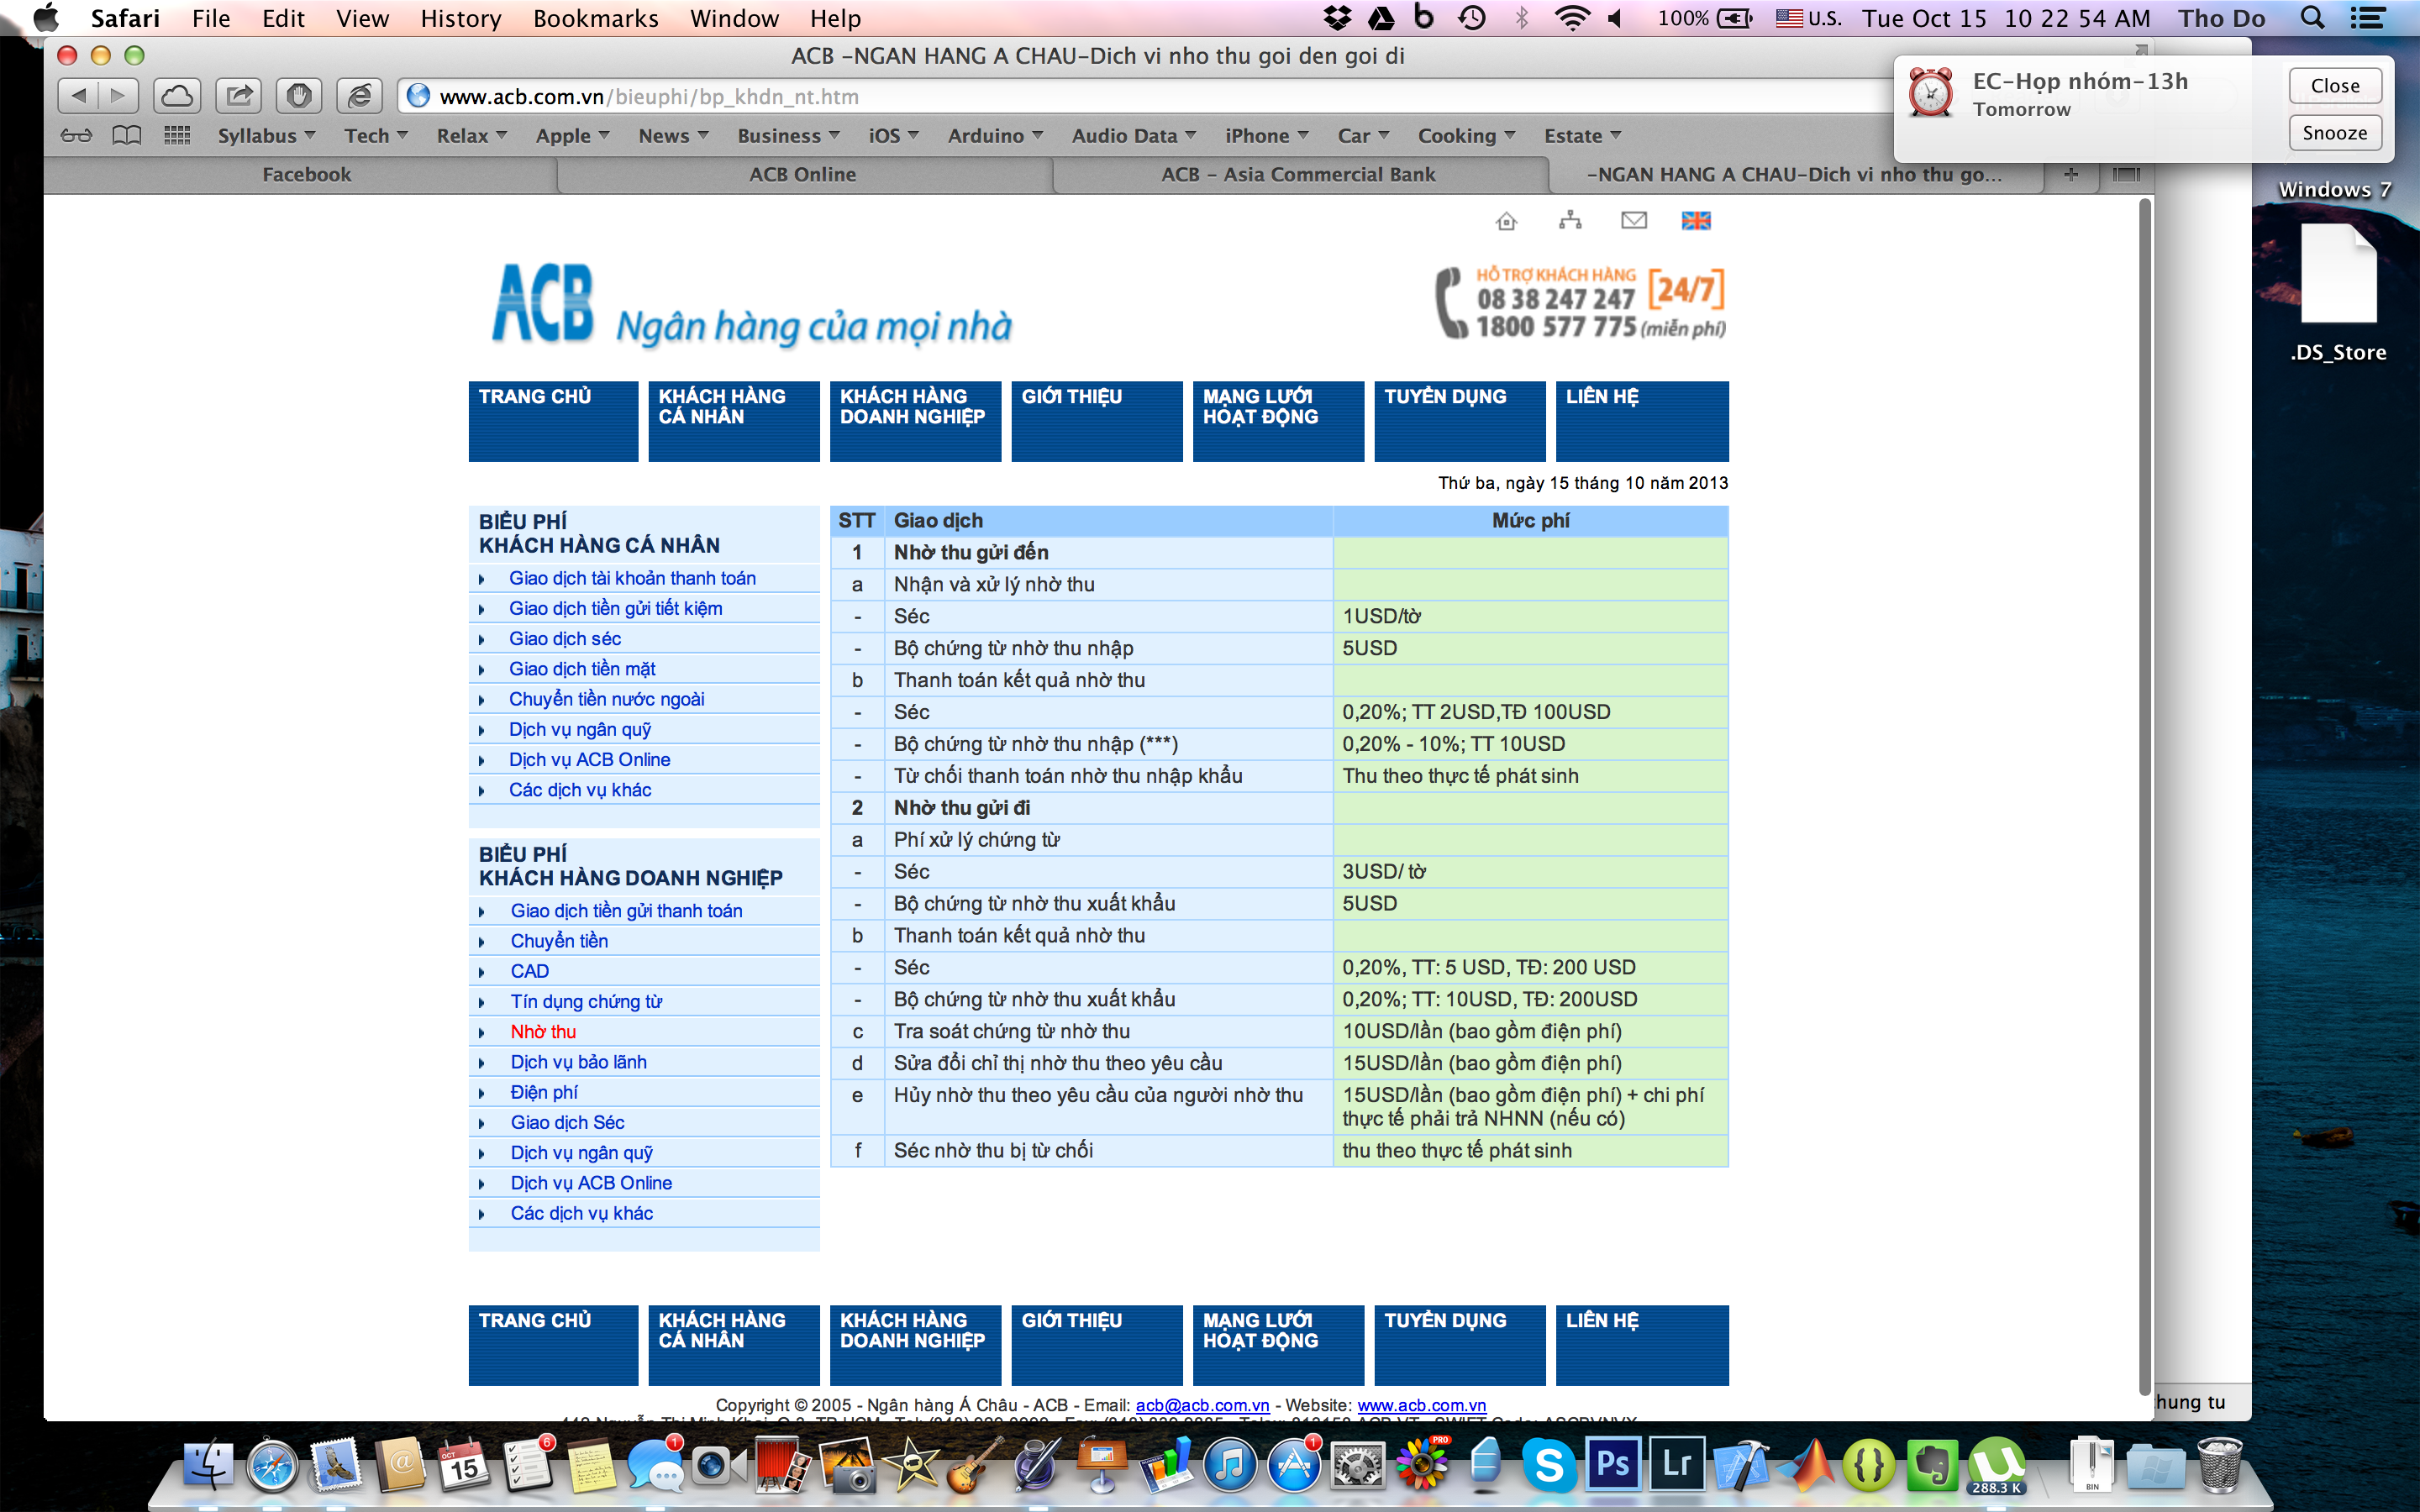 Safari File Edit View History Bookmarks Window Help 100% U.S. Tue Oct 15 10 22 54 AM Tho Do
ACB -NGAN HANG A CHAU-Dich vi nho thu goi den goi di
www.acb.com.vn/bieuphi/bp_khdn_nt.htm
EC-Họp nhóm-13h
Tomorrow
Close
Snooze
Syllabus Tech Relax Apple News Business iOS Arduino Audio Data iPhone Car Cooking Estate
Facebook ACB Online ACB - Asia Commercial Bank -NGAN HANG A CHAU-Dich vi nho thu go...
Windows 7
.DS_Store
ACB Ngân hàng của mọi nhà
HỖ TRỢ KHÁCH HÀNG [24/7]
08 38 247 247
1800 577 775 (miễn phí)
TRANG CHỦ
KHÁCH HÀNG
CÁ NHÂN
KHÁCH HÀNG
DOANH NGHIỆP
GIỚI THIỆU
MẠNG LƯỚI
HOẠT ĐỘNG
TUYỂN DỤNG
LIÊN HỆ
Thứ ba, ngày 15 tháng 10 năm 2013
BIỂU PHÍ
KHÁCH HÀNG CÁ NHÂN
Giao dịch tài khoản thanh toán
Giao dịch tiền gửi tiết kiệm
Giao dịch séc
Giao dịch tiền mặt
Chuyển tiền nước ngoài
Dịch vụ ngân quỹ
Dịch vụ ACB Online
Các dịch vụ khác
BIỂU PHÍ
KHÁCH HÀNG DOANH NGHIỆP
Giao dịch tiền gửi thanh toán
Chuyển tiền
CAD
Tín dụng chứng từ
Nhờ thu
Dịch vụ bảo lãnh
Điện phí
Giao dịch Séc
Dịch vụ ngân quỹ
Dịch vụ ACB Online
Các dịch vụ khác
STT Giao dịch Mức phí
1 Nhờ thu gửi đến
a Nhận và xử lý nhờ thu
- Séc 1USD/tờ
- Bộ chứng từ nhờ thu nhập 5USD
b Thanh toán kết quả nhờ thu
- Séc 0,20%; TT 2USD,TĐ 100USD
- Bộ chứng từ nhờ thu nhập (***) 0,20% - 10%; TT 10USD
- Từ chối thanh toán nhờ thu nhập khẩu Thu theo thực tế phát sinh
2 Nhờ thu gửi đi
a Phí xử lý chứng từ
- Séc 3USD/ tờ
- Bộ chứng từ nhờ thu xuất khẩu 5USD
b Thanh toán kết quả nhờ thu
- Séc 0,20%, TT: 5 USD, TĐ: 200 USD
- Bộ chứng từ nhờ thu xuất khẩu 0,20%; TT: 10USD, TĐ: 200USD
c Tra soát chứng từ nhờ thu 10USD/lần (bao gồm điện phí)
d Sửa đổi chỉ thị nhờ thu theo yêu cầu 15USD/lần (bao gồm điện phí)
e Hủy nhờ thu theo yêu cầu của người nhờ thu 15USD/lần (bao gồm điện phí) + chi phí
thực tế phải trả NHNN (nếu có)
f Séc nhờ thu bị từ chối thu theo thực tế phát sinh
TRANG CHỦ
KHÁCH HÀNG
CÁ NHÂN
KHÁCH HÀNG
DOANH NGHIỆP
GIỚI THIỆU
MẠNG LƯỚI
HOẠT ĐỘNG
TUYỂN DỤNG
LIÊN HỆ
Copyright © 2005 - Ngân hàng Á Châu - ACB - Email: acb@acb.com.vn - Website: www.acb.com.vn
hung tu
OCT
15
6
1
1
PRO
Ps
Lr
288.3 K
BIN